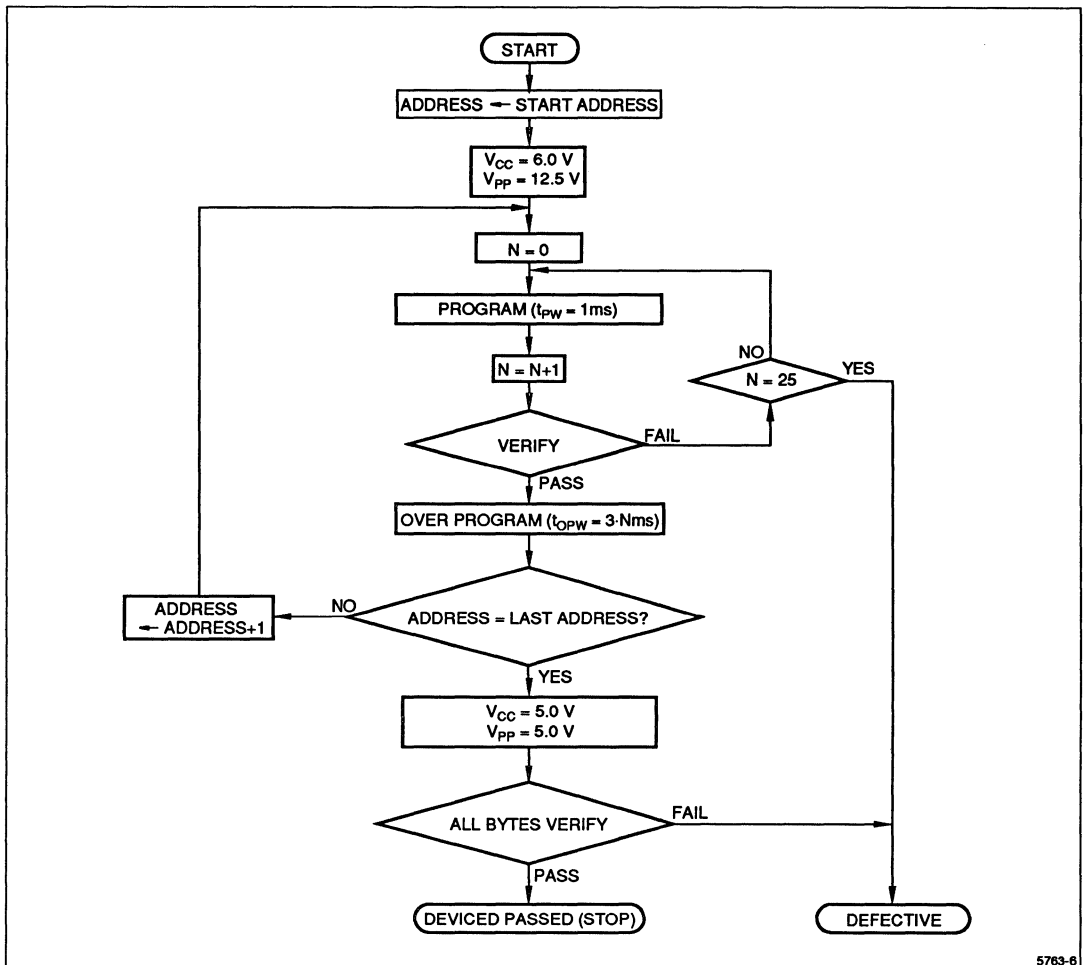 START
ADDRESS ← START ADDRESS
VCC = 6.0 V
VPP = 12.5 V
N = 0
PROGRAM (tPW = 1ms)
N = N+1
NO
N = 25
YES
VERIFY
FAIL
PASS
OVER PROGRAM (tOPW = 3·Nms)
ADDRESS
← ADDRESS+1
NO
ADDRESS = LAST ADDRESS?
YES
VCC = 5.0 V
VPP = 5.0 V
ALL BYTES VERIFY
FAIL
PASS
DEVICED PASSED (STOP)
DEFECTIVE
5763-6